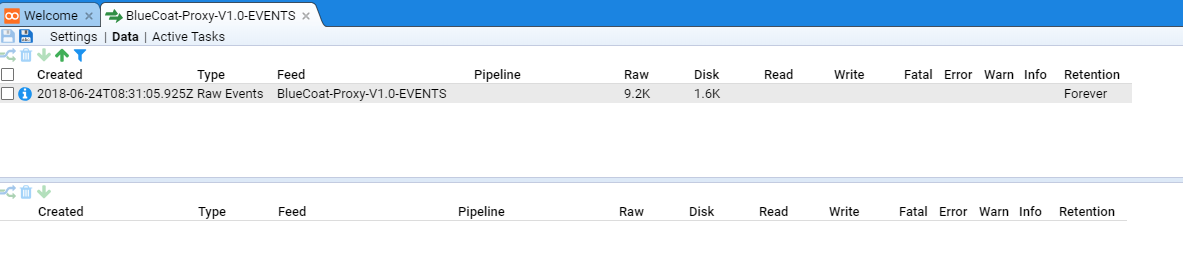 Welcome × BlueCoat-Proxy-V1.0-EVENTS ×
Settings | Data | Active Tasks
Created Type Feed Pipeline Raw Disk Read Write Fatal Error Warn Info Retention
2018-06-24T08:31:05.925Z Raw Events BlueCoat-Proxy-V1.0-EVENTS 9.2K 1.6K Forever
Created Type Feed Pipeline Raw Disk Read Write Fatal Error Warn Info Retention